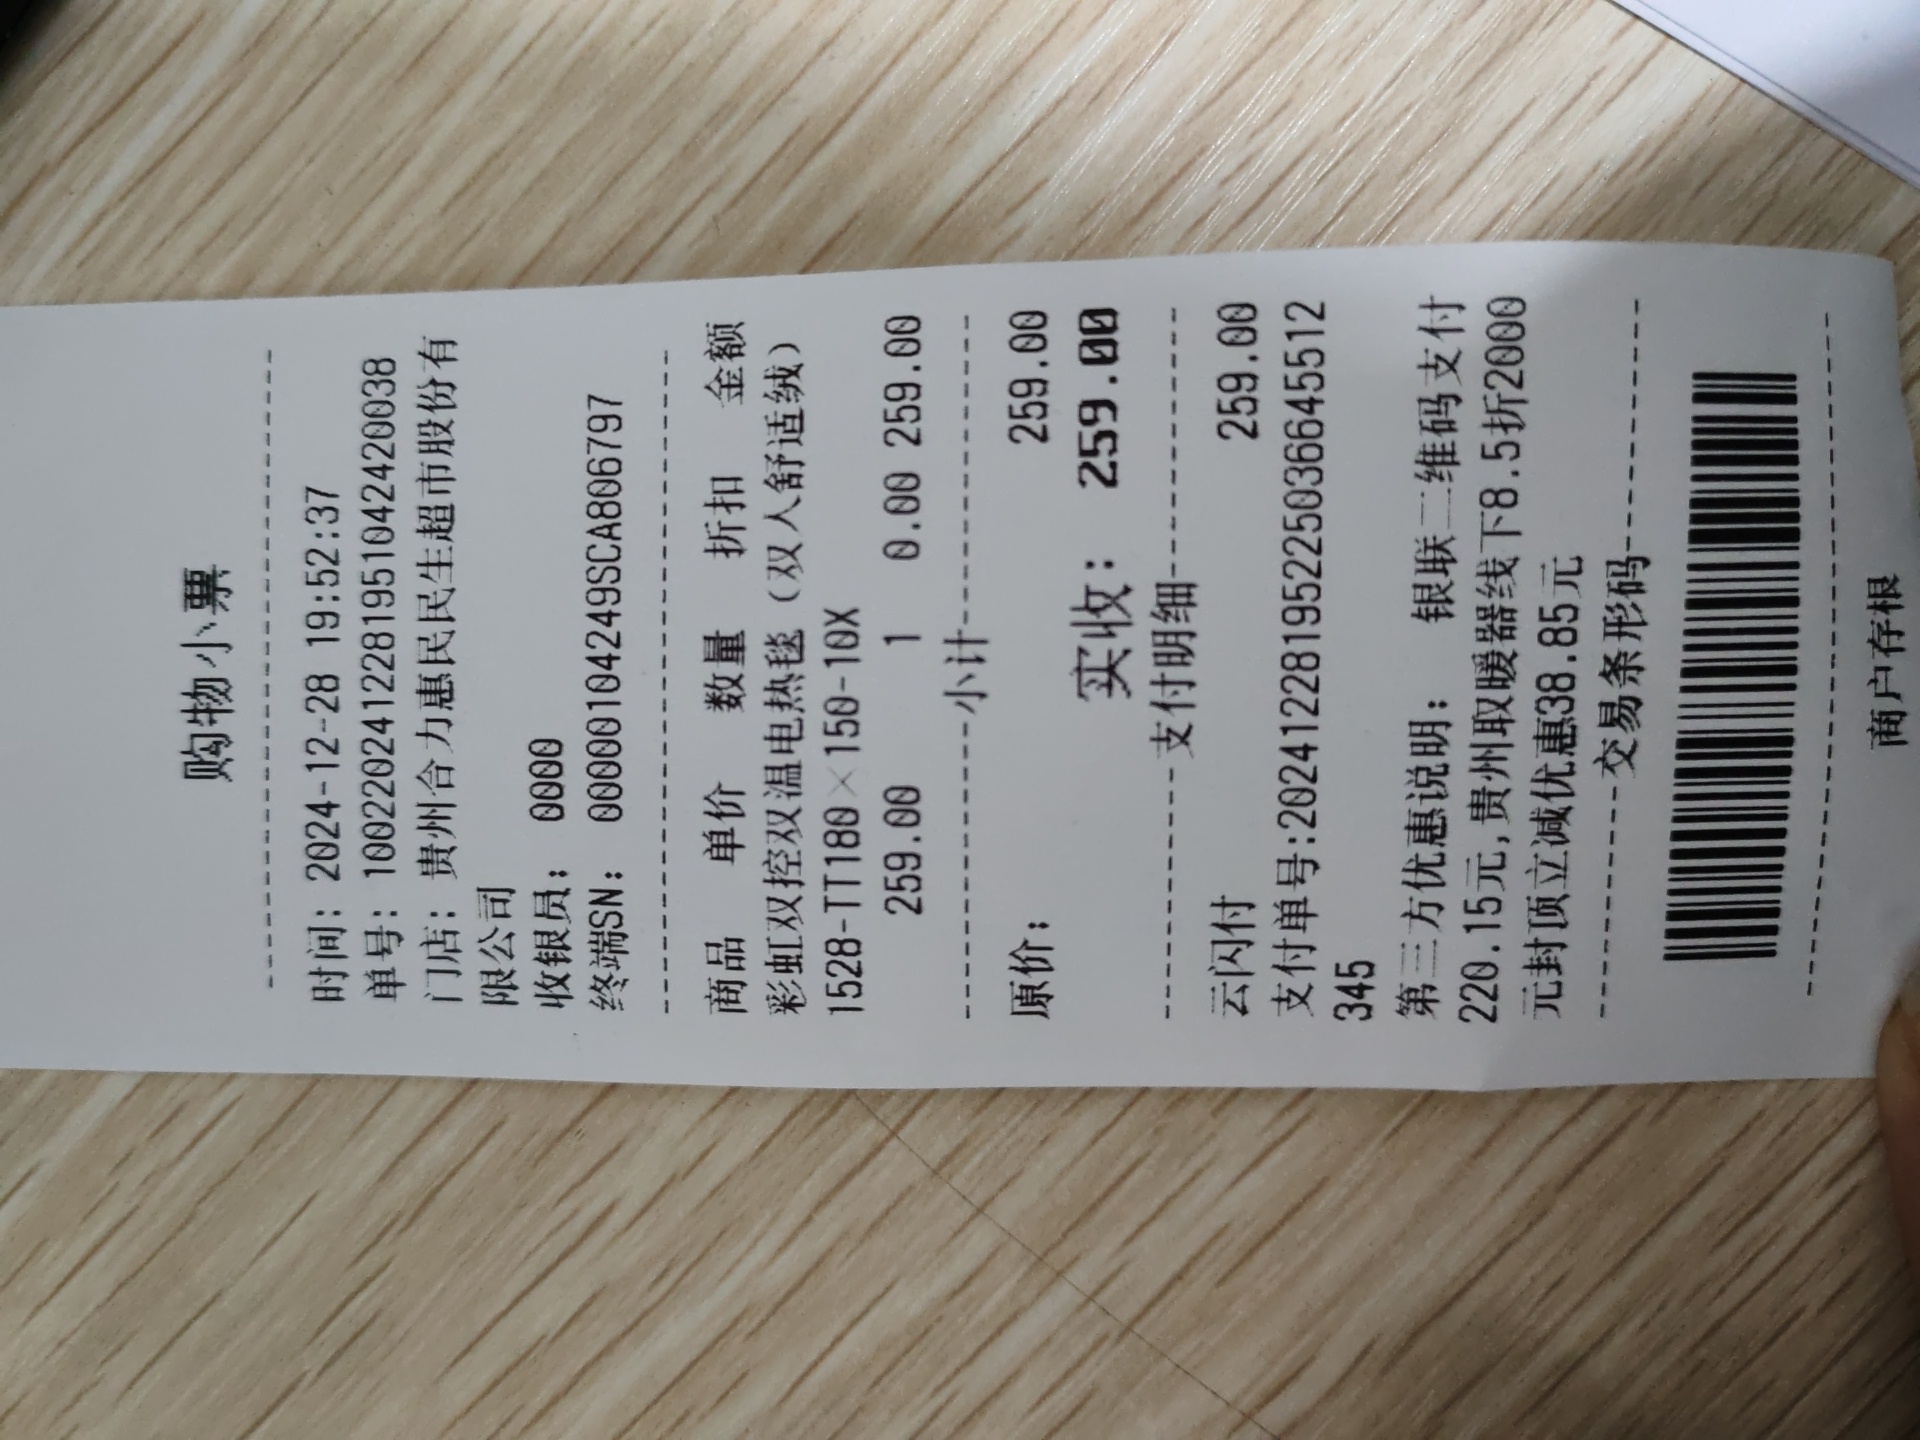 购物小票
时间: 2024-12-28 19:52:37
单号: 10022024122819510424200​38
门店: 贵州合力惠民民生超市股份有
限公司
收银员: 0000
终端SN: 00000104249SCA806797
商品 单价 数量 折扣 金额
彩虹双控双温电热毯(双人舒适绒)
1528-TT180×150-10X
259.00 1 0.00 259.00
小计
原价: 259.00
实收: 259.00
支付明细
云闪付 259.00
支付单号:20241228195225036645512
345
第三方优惠说明: 银联二维码支付
220.15元,贵州取暖器线下8.5折2000
元封顶立减优惠38.85元
交易条形码
商户存根